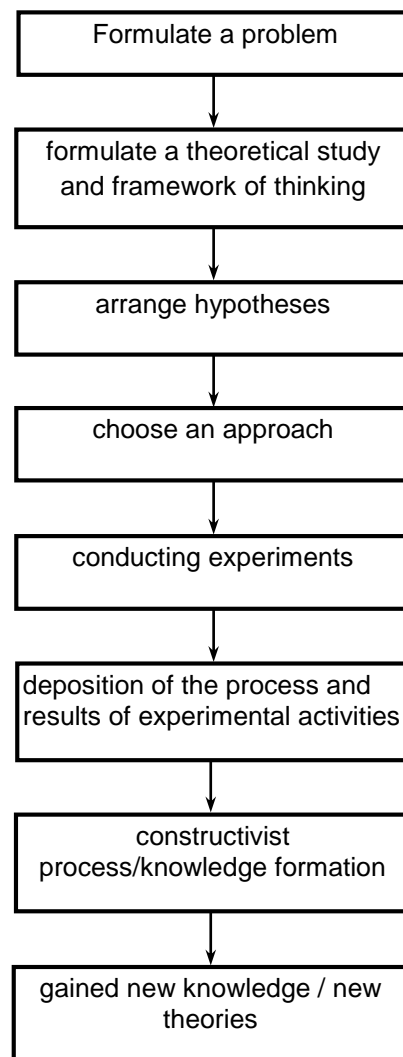 Formulate a problem
formulate a theoretical study
and framework of thinking
arrange hypotheses
choose an approach
conducting experiments
deposition of the process and
results of experimental activities
constructivist
process/knowledge formation
gained new knowledge / new
theories